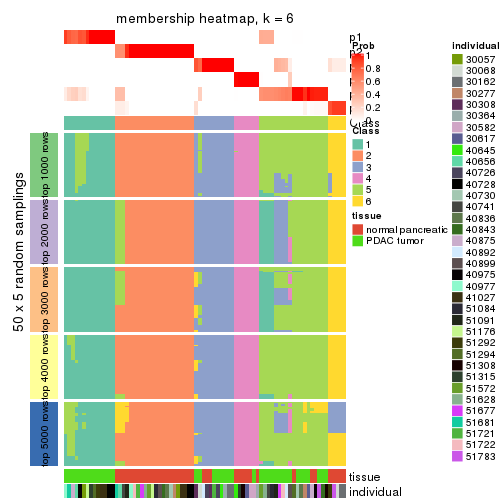 membership heatmap, k = 6
p1
Prob
1
0.8
0.6
0.4
0.2
0
Class
Class
1
2
3
4
5
6
tissue
normal pancreatic
PDAC tumor
50 x 5 random samplings
top 1000 rows
top 2000 rows
top 3000 rows
top 4000 rows
top 5000 rows
tissue
individual
individual
30057
30068
30162
30277
30308
30364
30582
30617
40645
40656
40726
40728
40730
40741
40836
40843
40875
40892
40899
40975
40977
41027
51084
51091
51176
51292
51294
51308
51315
51572
51628
51677
51681
51721
51722
51783